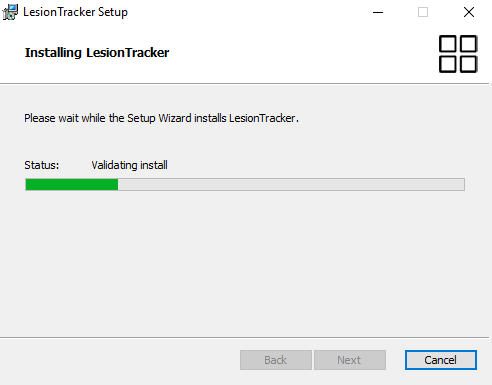 LesionTracker Setup
Installing LesionTracker
Please wait while the Setup Wizard installs LesionTracker.
Status: Validating install
Back Next Cancel